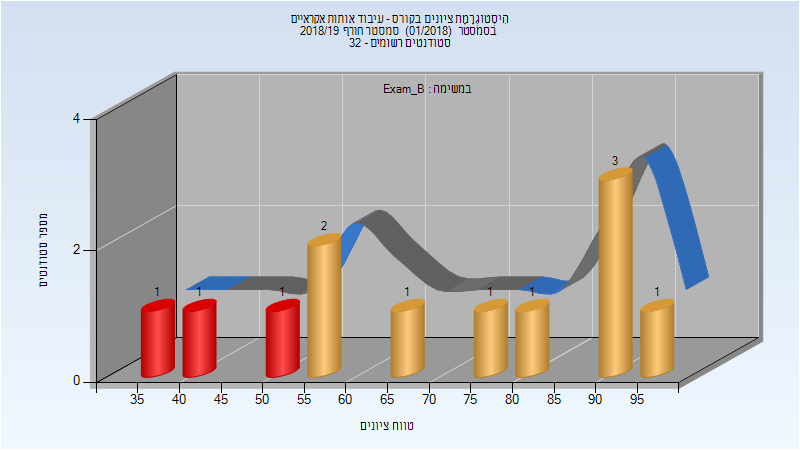 היסטוגרמת ציונים בקורס - עיבוד אותות אקראיים
בסמסטר (01/2018) סמסטר חורף 2018/19
סטודנטים רשומים - 32
במשימה : Exam_B
מספר סטודנטים
4
2
0
1
1
1
2
1
1
1
3
1
35 40 45 50 55 60 65 70 75 80 85 90 95
טווח ציונים